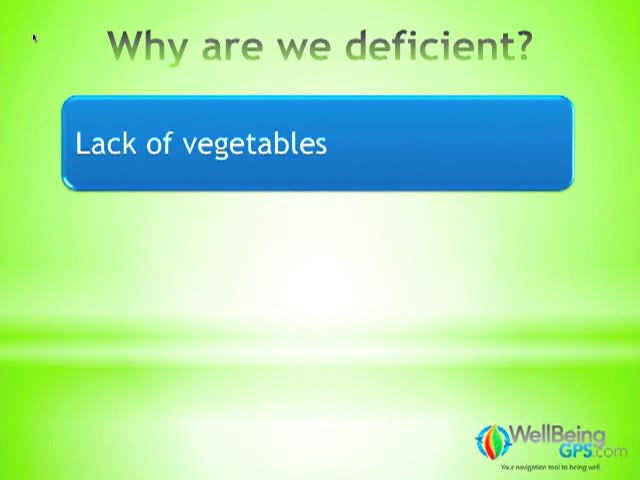 Why are we deficient?
Lack of vegetables
WellBeing
GPS.com
Your navigation tool to being well.